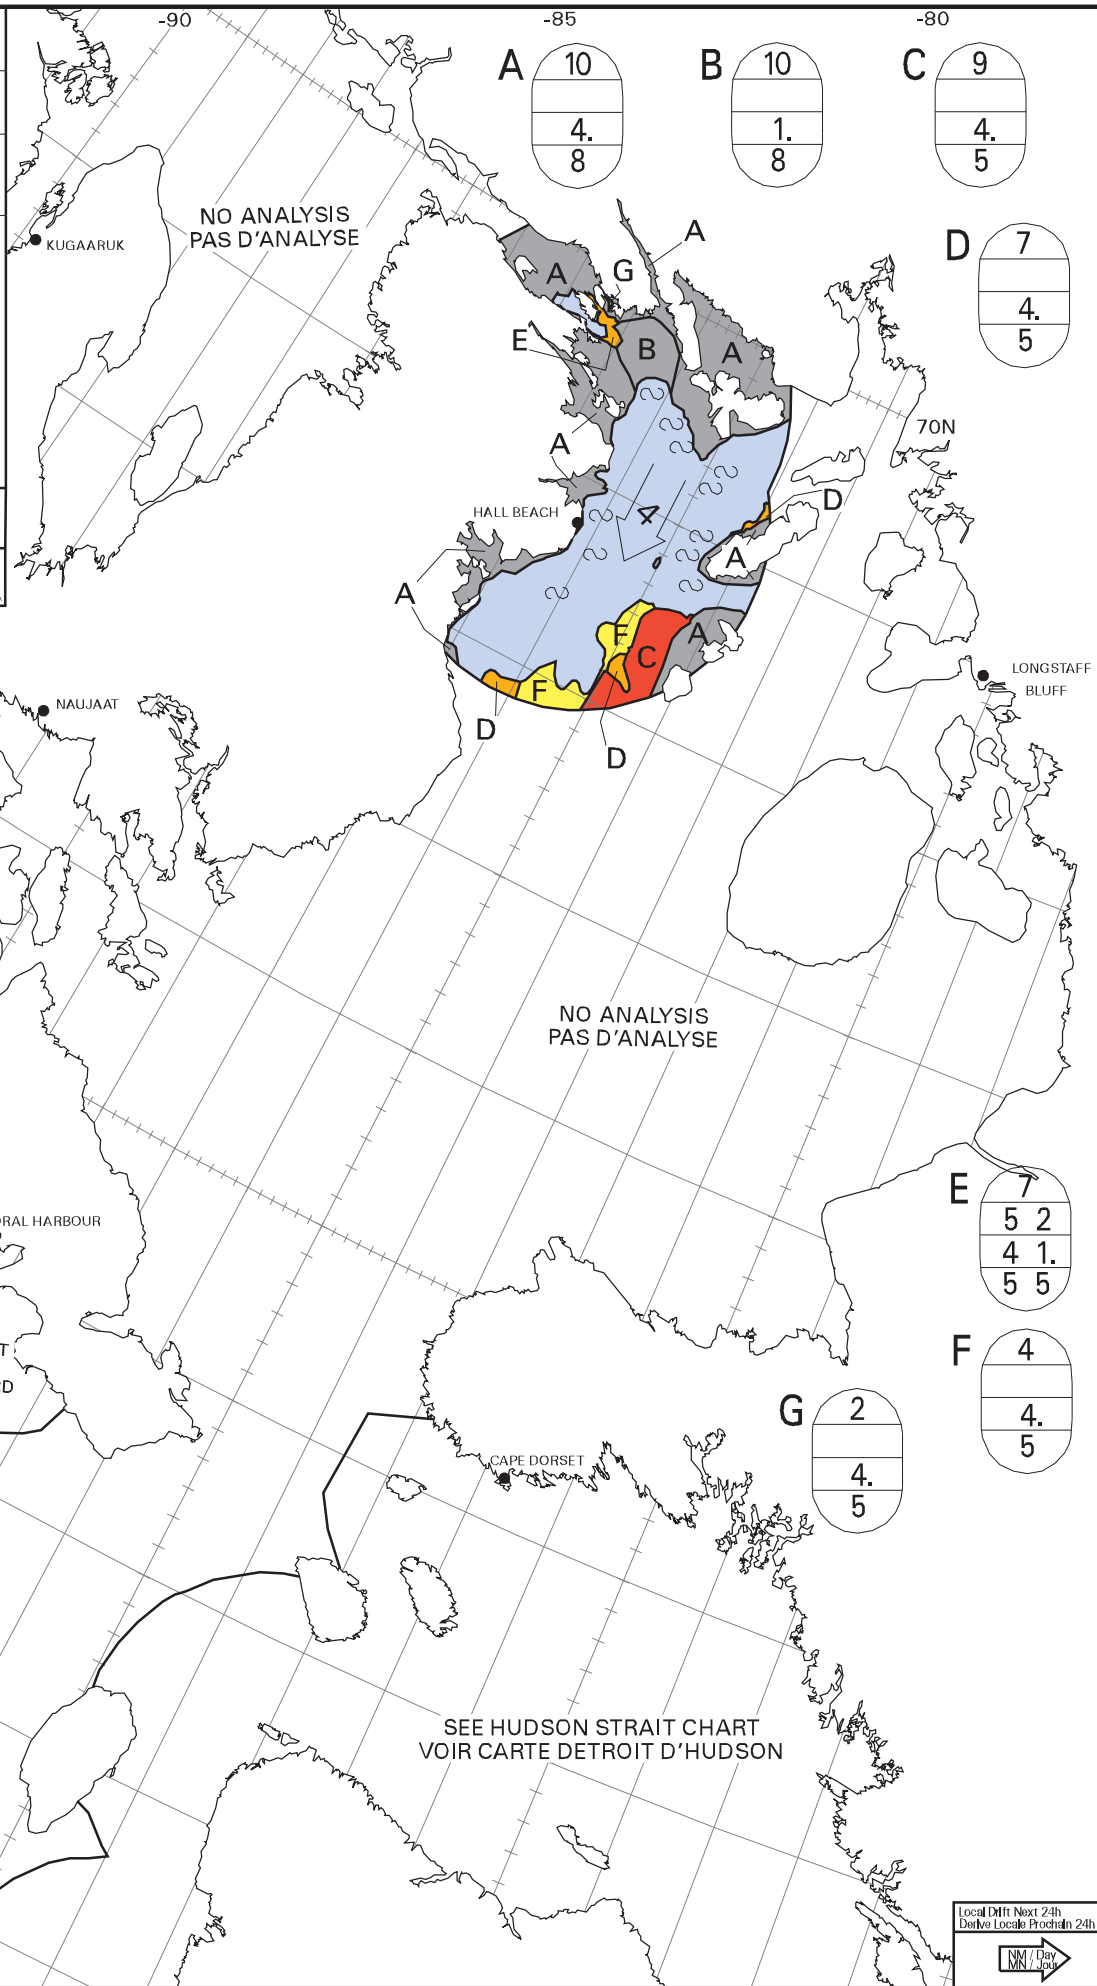 -90
-85
-80
A
10
4.
8
B
10
1.
8
C
9
4.
5
D
7
4.
5
NO ANALYSIS
PAS D'ANALYSE
KUGAARUK
A
A
G
E
B
A
A
70N
HALL BEACH
4
D
A
A
F
C
A
LONGSTAFF
BLUFF
NAUJAAT
D
F
D
NO ANALYSIS
PAS D'ANALYSE
E
7
5 2
4 1.
5 5
RAL HARBOUR
T
D
F
4
4.
5
G
2
4.
5
CAPE DORSET
SEE HUDSON STRAIT CHART
VOIR CARTE DETROIT D'HUDSON
Local Drift Next 24h
Derive Locale Prochain 24h
NM / Day
MN / Jour